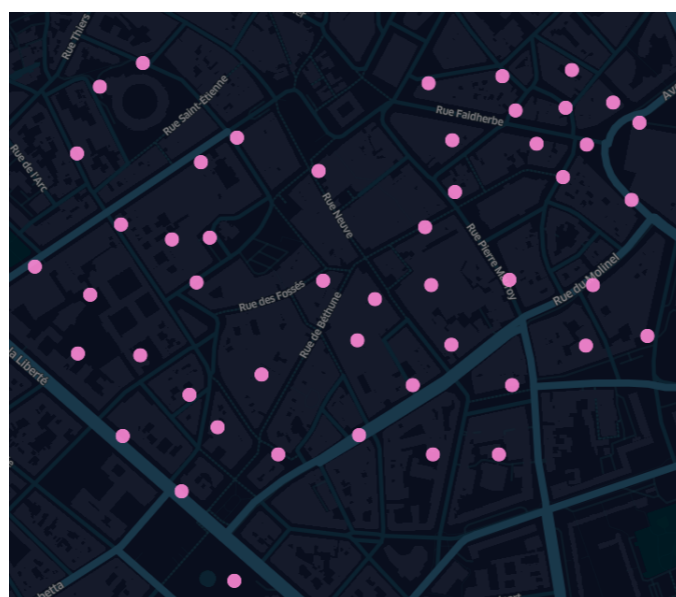 Rue Thiers
Rue Saint-Étienne
Rue Faidherbe
Rue de l'Arc
Rue Neuve
Rue Pierre M
Rue du Molinel
Rue des Fossés
Rue de Béthune
la Liberté
betta